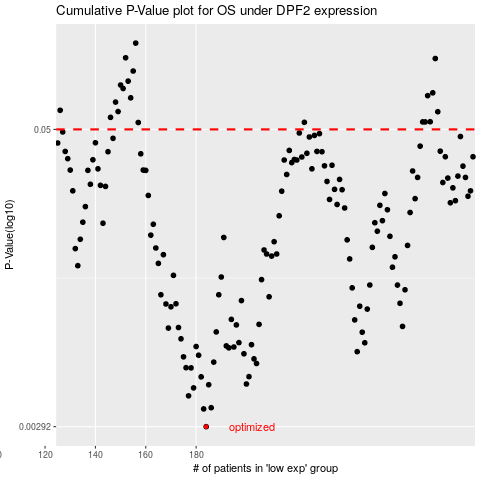 Cumulative P-Value plot for OS under DPF2 expression
0.05
P-Value(log10)
0.00292
optimized
0 120 140 160 180
# of patients in 'low exp' group